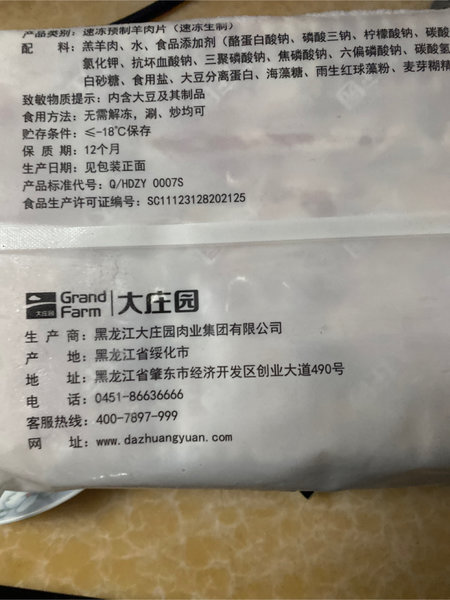 产品类别：速冻预制羊肉片（速冻生制）
配 料：羔羊肉、水、食品添加剂（酪蛋白酸钠、磷酸三钠、柠檬酸钠、碳酸
氯化钾、抗坏血酸钠、三聚磷酸钠、焦磷酸钠、六偏磷酸钠、碳酸氢
白砂糖、食用盐、大豆分离蛋白、海藻糖、雨生红球藻粉、麦芽糊精
致敏物质提示：内含大豆及其制品
食用方法：无需解冻，涮、炒均可
贮存条件：≤-18℃保存
保 质 期：12个月
生产日期：见包装正面
产品标准代号：Q/HDZY 0007S
食品生产许可证编号：SC11123128202125
大庄园 Grand Farm 大庄园
生 产 商：黑龙江大庄园肉业集团有限公司
产 地：黑龙江省绥化市
地 址：黑龙江省肇东市经济开发区创业大道490号
电 话：0451-86636666
客服热线：400-7897-999
网 址：www.dazhuangyuan.com